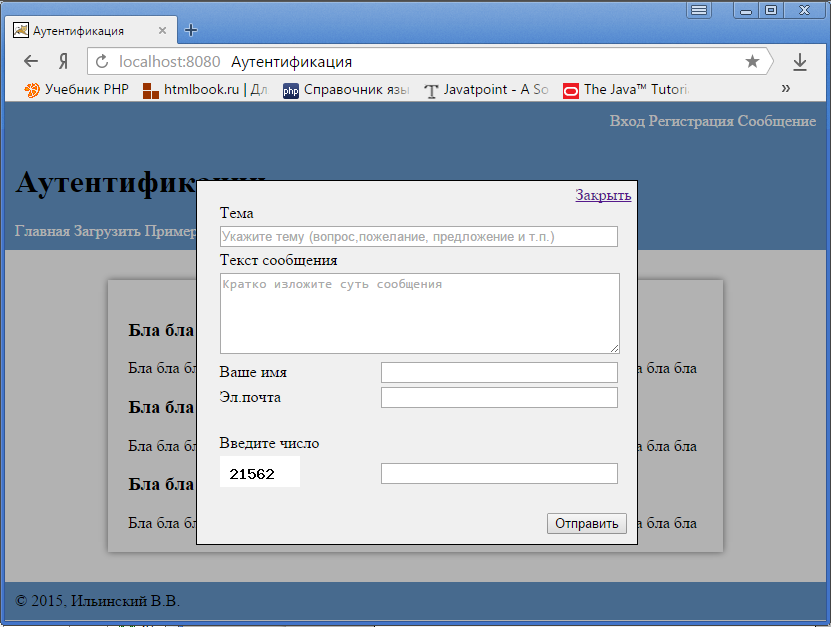 Аутентификация
localhost:8080 Аутентификация
Учебник PHP htmlbook.ru | Дл Справочник язы Javatpoint - A So The Java™ Tutori »
Вход Регистрация Сообщение
Аутентификация
Главная Загрузить Пример
Закрыть
Тема
Укажите тему (вопрос,пожелание, предложение и т.п.)
Текст сообщения
Кратко изложите суть сообщения
Ваше имя
Эл.почта
Введите число
21562
Отправить
Бла бла
Бла бла бл а бла бла
Бла бла
Бла бла бл а бла бла
Бла бла
Бла бла бл а бла бла
© 2015, Ильинский В.В.